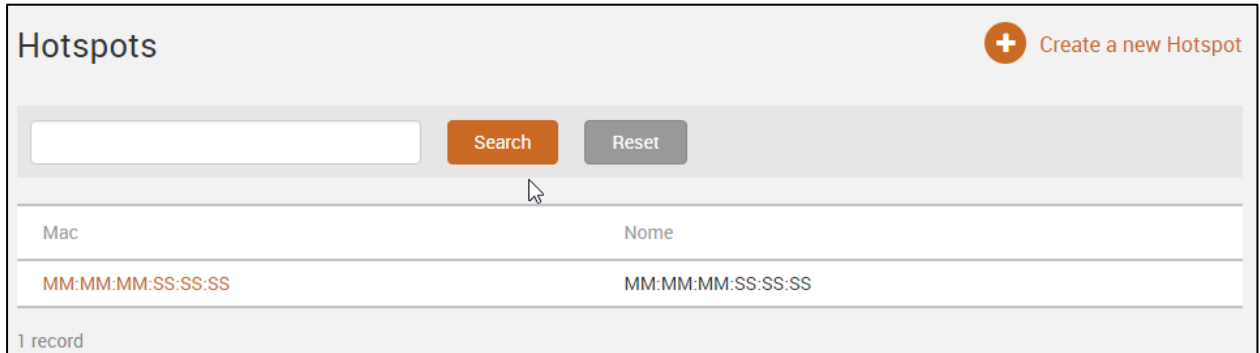 Hotspots
Create a new Hotspot
Search Reset
Mac Nome
MM:MM:MM:SS:SS:SS MM:MM:MM:SS:SS:SS
1 record